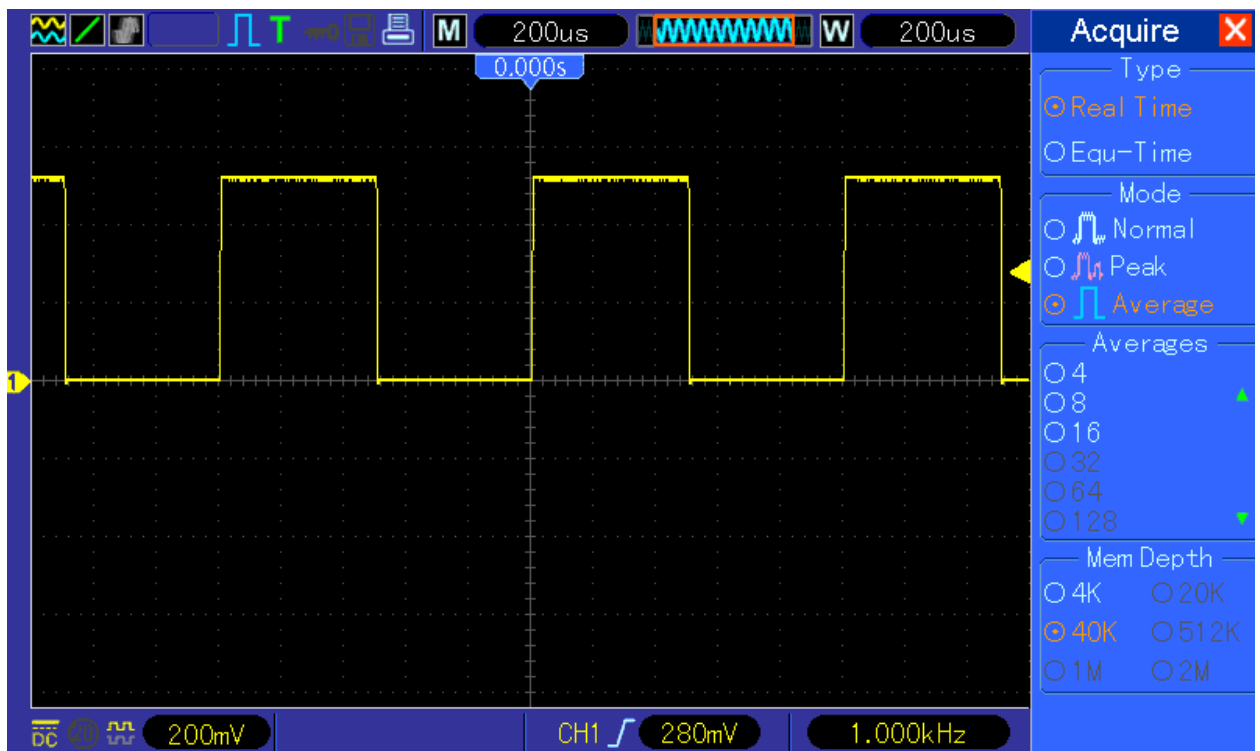 T M 200us W 200us
0.000s
1
DC 20 200mV CH1 280mV 1.000kHz
Acquire X
Type
Real Time
Equ-Time
Mode
Normal
Peak
Average
Averages
4
8
16
32
64
128
Mem Depth
4K 20K
40K 512K
1M 2M